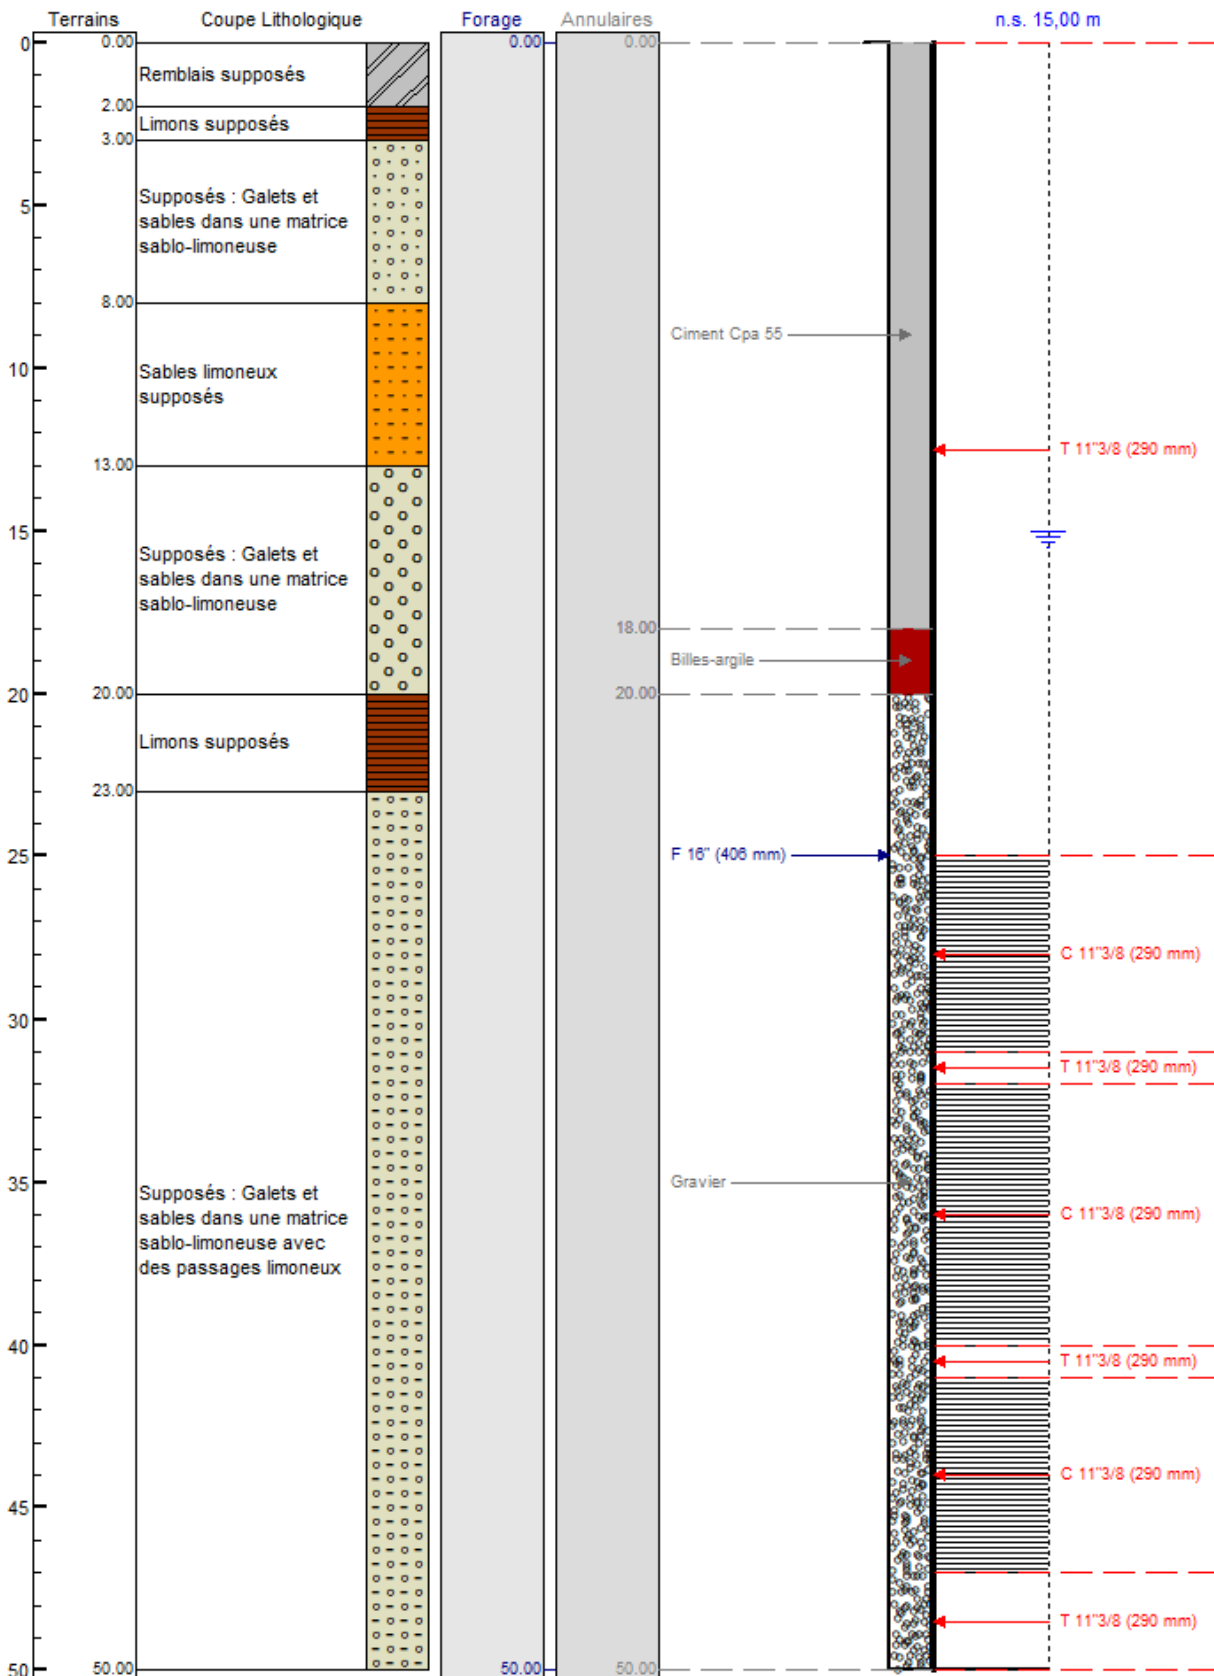 Terrains Coupe Lithologique Forage Annulaires n.s. 15,00 m
0 0.00 0.00 0.00
Remblais supposés
2.00
Limons supposés
3.00
Supposés : Galets et
sables dans une matrice
sablo-limoneuse
5
8.00
Ciment Cpa 55
Sables limoneux
supposés
10
T 11"3/8 (290 mm)
13.00
15
Supposés : Galets et
sables dans une matrice
sablo-limoneuse
18.00
Billes-argile
20 20.00 20.00
Limons supposés
23.00
25 F 16" (406 mm)
C 11"3/8 (290 mm)
30
T 11"3/8 (290 mm)
35 Gravier
Supposés : Galets et
sables dans une matrice
sablo-limoneuse avec
des passages limoneux
C 11"3/8 (290 mm)
40
T 11"3/8 (290 mm)
C 11"3/8 (290 mm)
45
T 11"3/8 (290 mm)
50 50.00 50.00 50.00